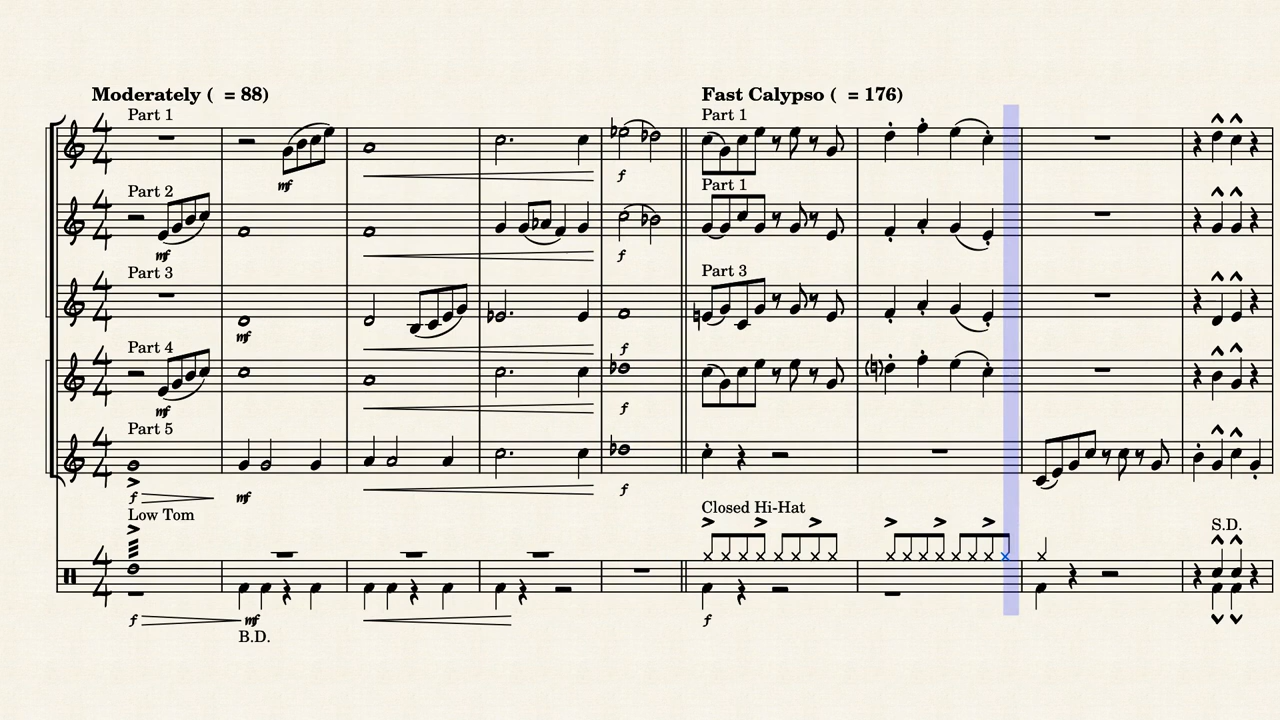 Moderately ( = 88)
Fast Calypso ( = 176)
Part 1
Part 1
mf
f
Part 2
Part 1
mf
f
Part 3
Part 3
mf
f
Part 4
mf
f
Part 5
f
mf
f
Low Tom
Closed Hi-Hat
S.D.
f
mf
f
B.D.